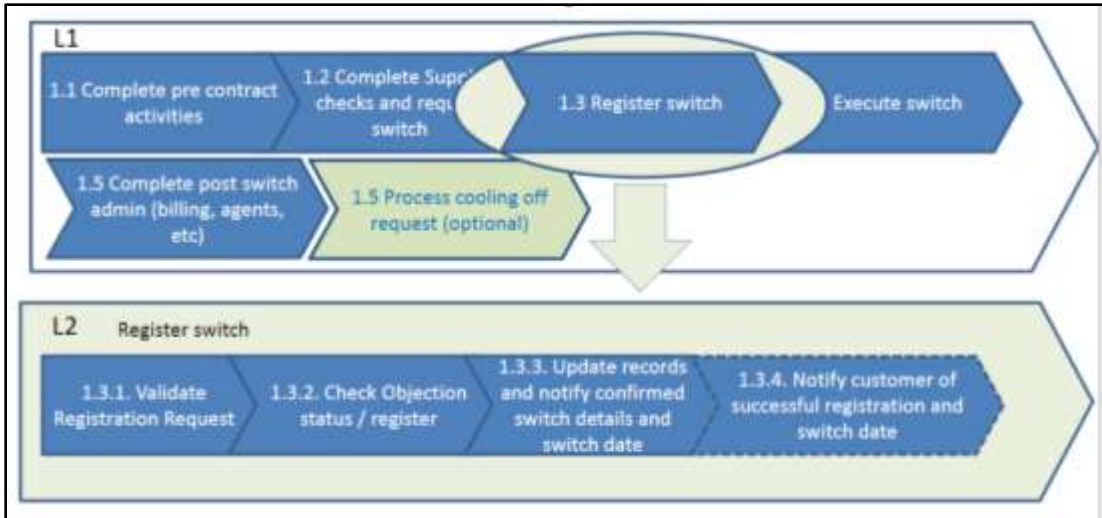 L1
1.1 Complete pre contract
activities
1.2 Complete
checks and
switch
1.3 Register switch
Execute switch
1.5 Complete post switch
admin (billing, agents,
etc)
1.5 Process cooling off
request (optional)
L2
Register switch
1.3.1. Validate
Registration Request
1.3.2. Check Objection
status / register
1.3.3. Update records
and notify confirmed
switch details and
switch date
1.3.4. Notify customer of
successful registration and
switch date